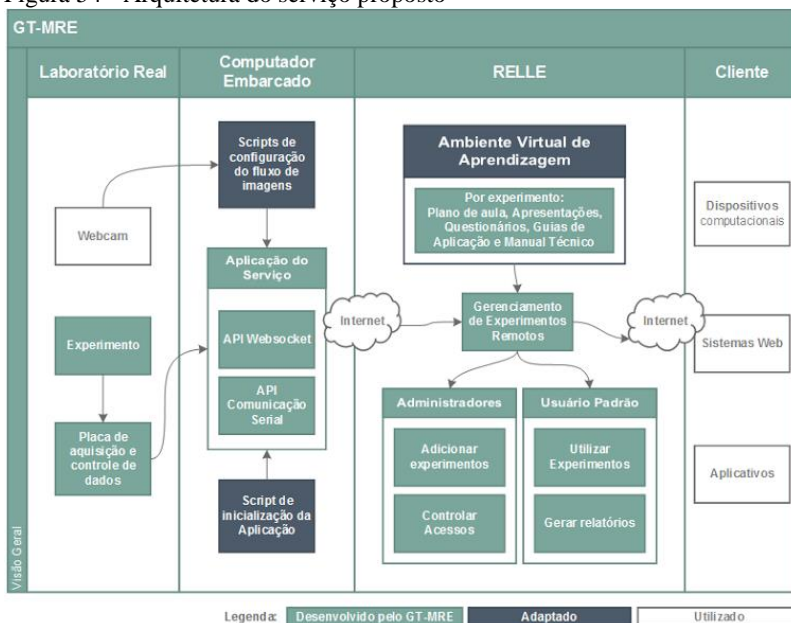 Figura 34 - Arquitetura do serviço proposto
GT-MRE
Laboratório Real
Computador
Embarcado
RELLE
Cliente
Webcam
Experimento
Placa de
aquisição e
controle de
dados
Scripts de
configuração
do fluxo de
imagens
Aplicação do
Serviço
API Websocket
API
Comunicação
Serial
Script de
inicialização da
Aplicação
Internet
Ambiente Virtual de
Aprendizagem
Por experimento:
Plano de aula, Apresentações,
Questionários, Guias de
Aplicação e Manual Técnico
Gerenciamento
de Experimentos
Remotos
Administradores
Adicionar
experimentos
Controlar
Acessos
Usuário Padrão
Utilizar
Experimentos
Gerar relatórios
Internet
Dispositivos
computacionais
Sistemas Web
Aplicativos
Visão Geral
Legenda:
Desenvolvido pelo GT-MRE
Adaptado
Utilizado